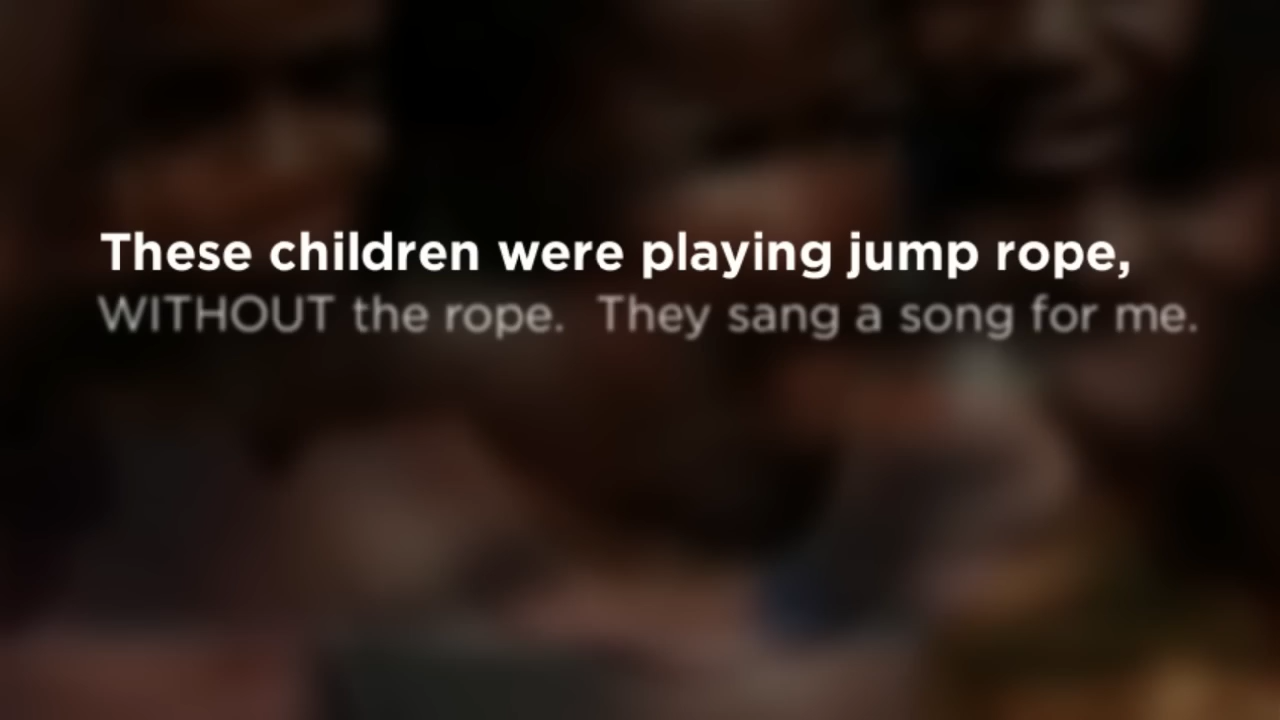 These children were playing jump rope,
WITHOUT the rope.  They sang a song for me.